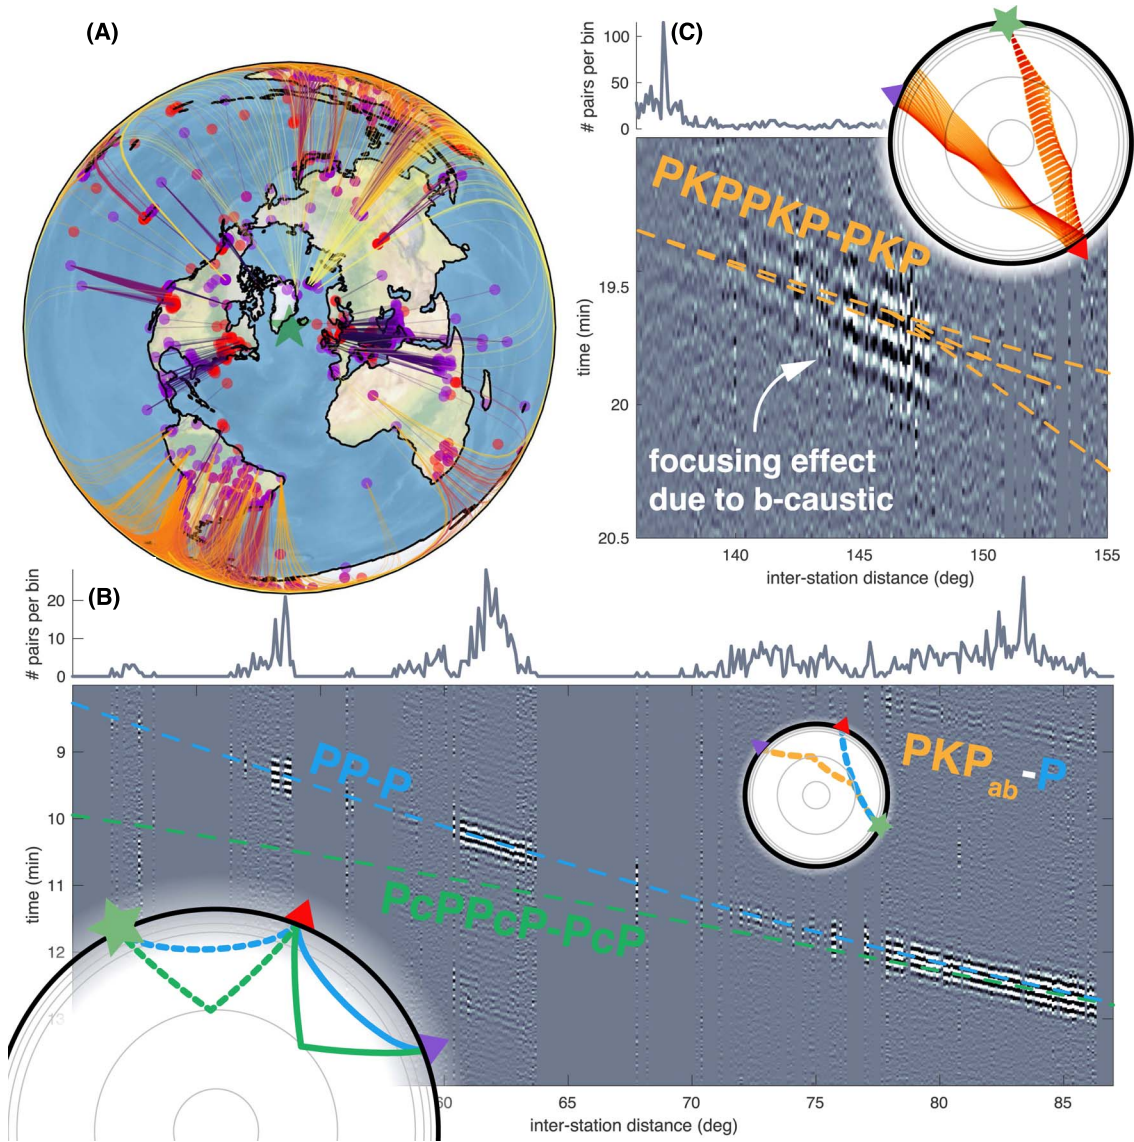 (A)
(C)
# pairs per bin
100
50
0
PKPPKP-PKP
time (min)
19.5
20
20.5
focusing effect
due to b-caustic
140
145
150
155
inter-station distance (deg)
(B)
# pairs per bin
20
10
0
PP-P
PKPab-P
PcPPcP-PcP
time (min)
9
10
11
12
13
60
65
70
75
80
85
inter-station distance (deg)